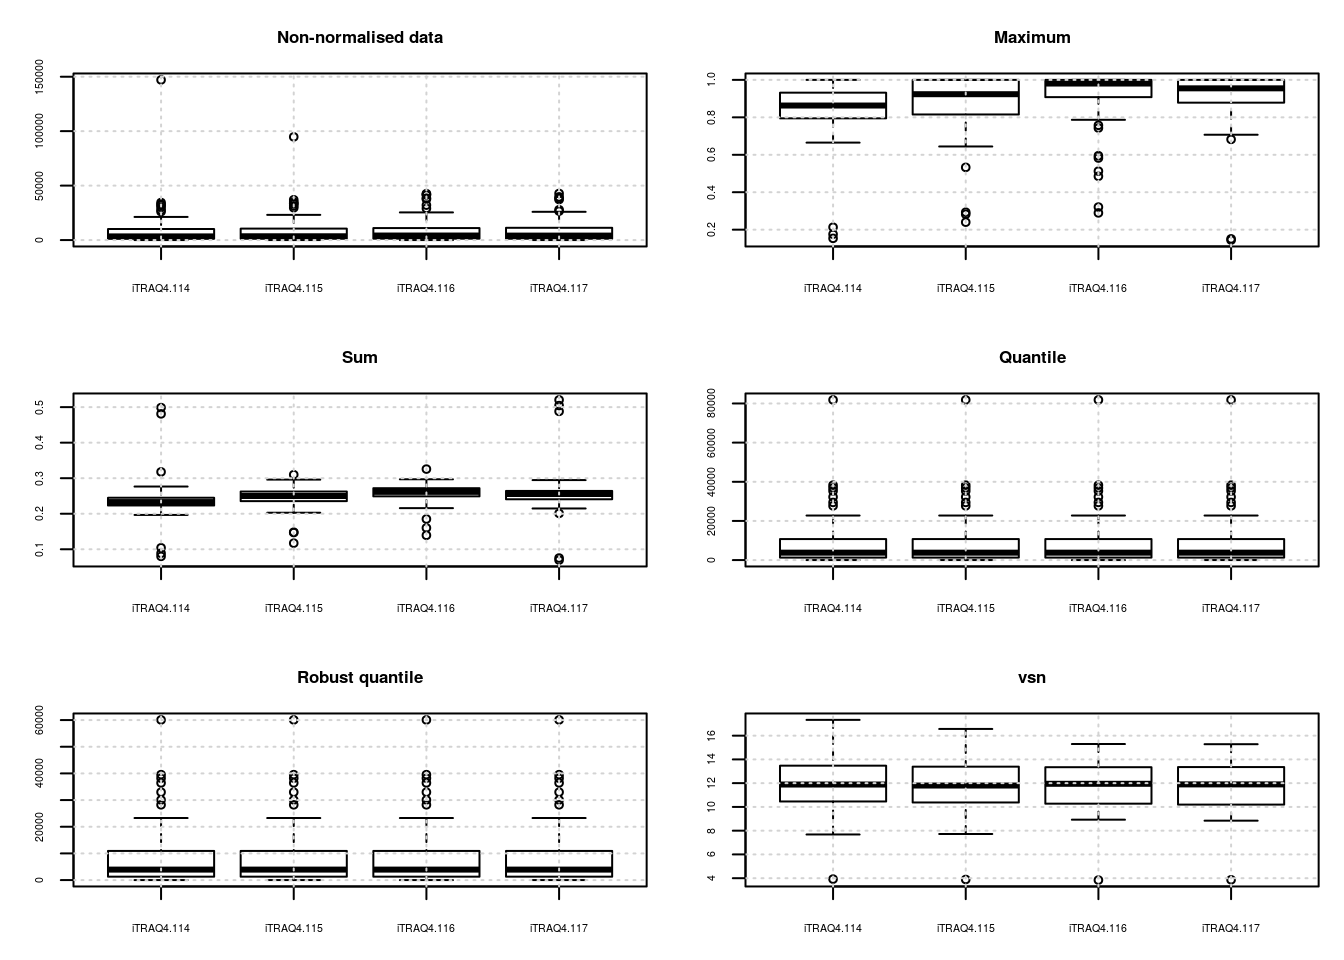 Non-normalised data
150000
100000
50000
0
iTRAQ4.114 iTRAQ4.115 iTRAQ4.116 iTRAQ4.117
Maximum
1.0
0.8
0.6
0.4
0.2
iTRAQ4.114 iTRAQ4.115 iTRAQ4.116 iTRAQ4.117
Sum
0.5
0.4
0.3
0.2
0.1
iTRAQ4.114 iTRAQ4.115 iTRAQ4.116 iTRAQ4.117
Quantile
80000
60000
40000
20000
0
iTRAQ4.114 iTRAQ4.115 iTRAQ4.116 iTRAQ4.117
Robust quantile
60000
40000
20000
0
iTRAQ4.114 iTRAQ4.115 iTRAQ4.116 iTRAQ4.117
vsn
16
14
12
10
8
6
4
iTRAQ4.114 iTRAQ4.115 iTRAQ4.116 iTRAQ4.117